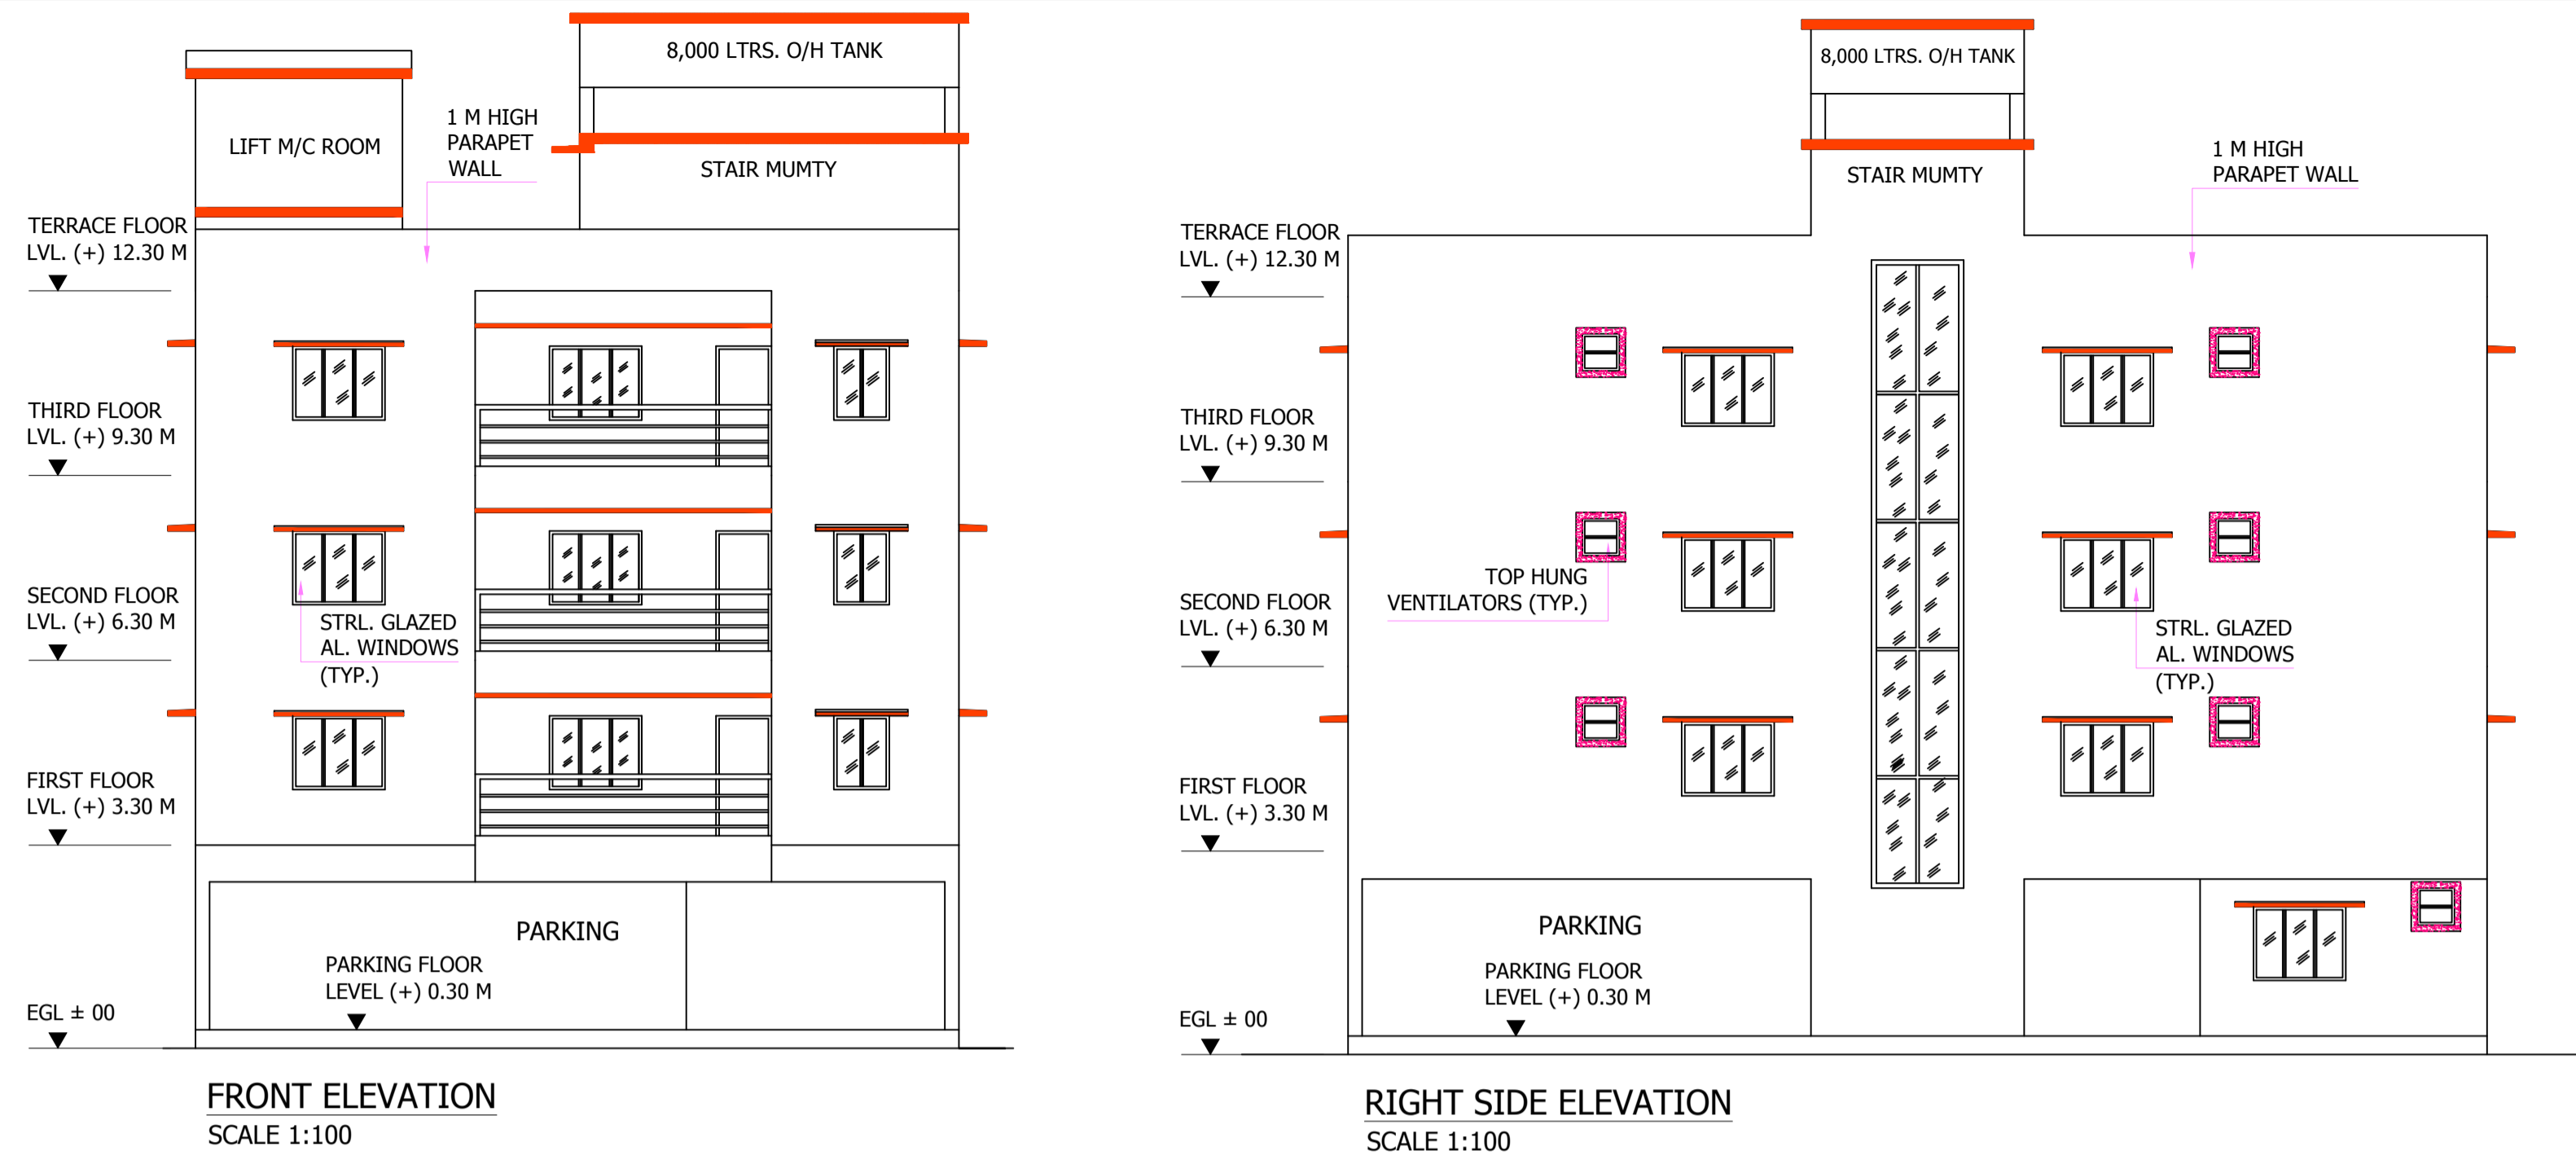 8,000 LTRS. O/H TANK
LIFT M/C ROOM
1 M HIGH
PARAPET
WALL
STAIR MUMTY
TERRACE FLOOR
LVL. (+) 12.30 M
THIRD FLOOR
LVL. (+) 9.30 M
SECOND FLOOR
LVL. (+) 6.30 M
STRL. GLAZED
AL. WINDOWS
(TYP.)
FIRST FLOOR
LVL. (+) 3.30 M
PARKING
PARKING FLOOR
LEVEL (+) 0.30 M
EGL ± 00
FRONT ELEVATION
SCALE 1:100
8,000 LTRS. O/H TANK
STAIR MUMTY
1 M HIGH
PARAPET WALL
TERRACE FLOOR
LVL. (+) 12.30 M
THIRD FLOOR
LVL. (+) 9.30 M
TOP HUNG
VENTILATORS (TYP.)
SECOND FLOOR
LVL. (+) 6.30 M
STRL. GLAZED
AL. WINDOWS
(TYP.)
FIRST FLOOR
LVL. (+) 3.30 M
PARKING
PARKING FLOOR
LEVEL (+) 0.30 M
EGL ± 00
RIGHT SIDE ELEVATION
SCALE 1:100